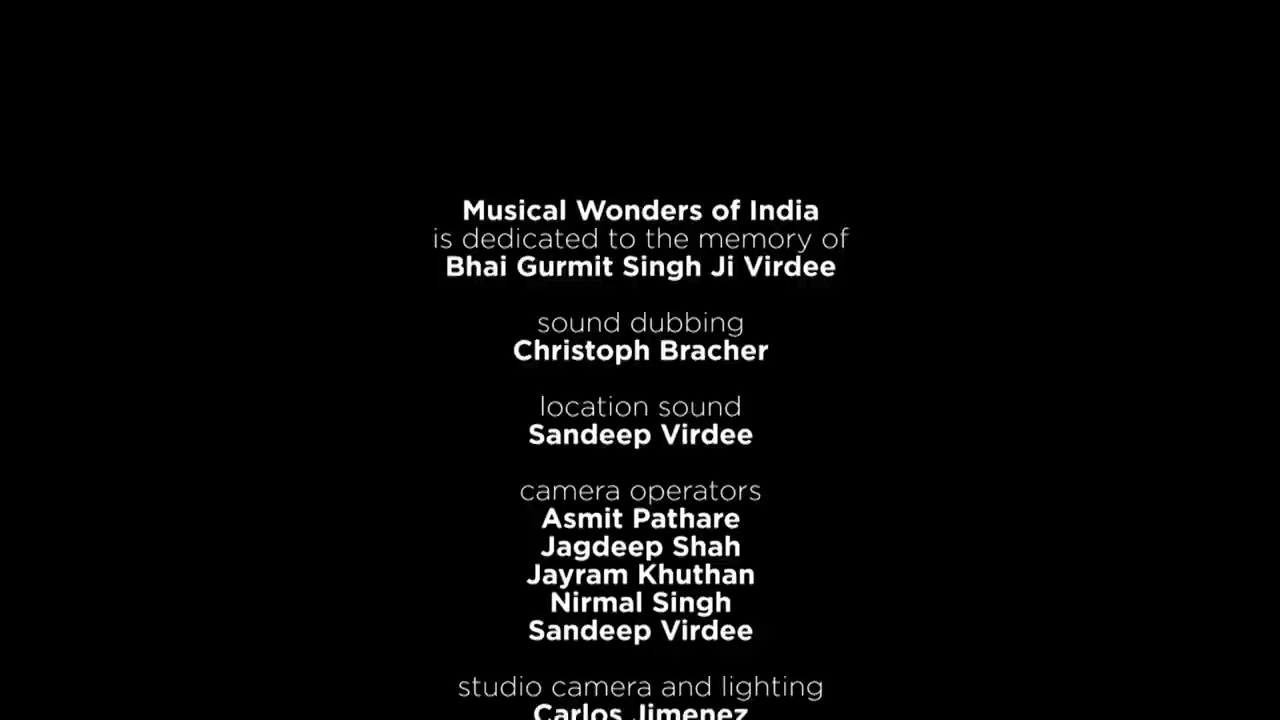 Musical Wonders of India
is dedicated to the memory of
Bhai Gurmit Singh Ji Virdee
sound dubbing
Christoph Bracher
location sound
Sandeep Virdee
camera operators
Asmit Pathare
Jagdeep Shah
Jayram Khuthan
Nirmal Singh
Sandeep Virdee
studio camera and lighting
Carlos Jimenez